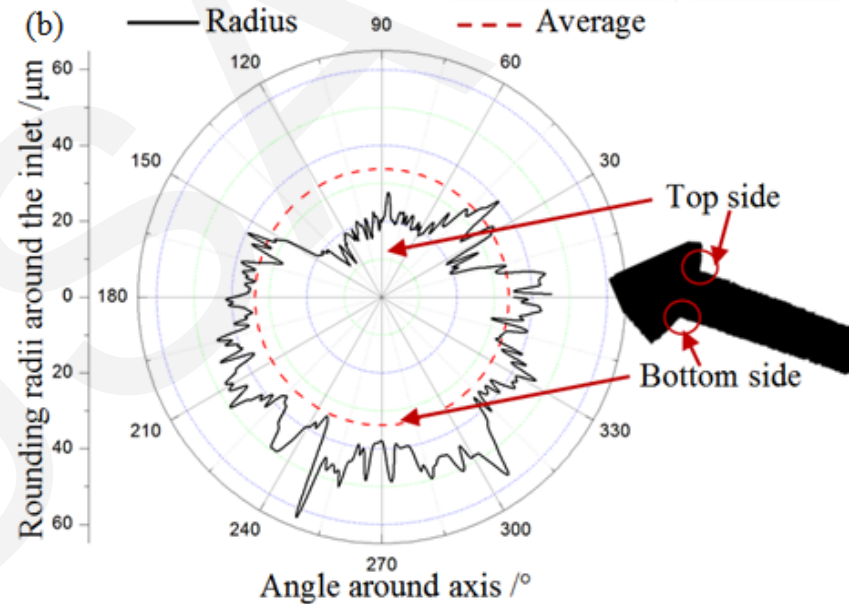 (b)
Radius
Average
Rounding radii around the inlet /μm
60
40
20
0
20
40
60
90
120
60
150
30
180
210
330
240
300
270
Top side
Bottom side
Angle around axis /°